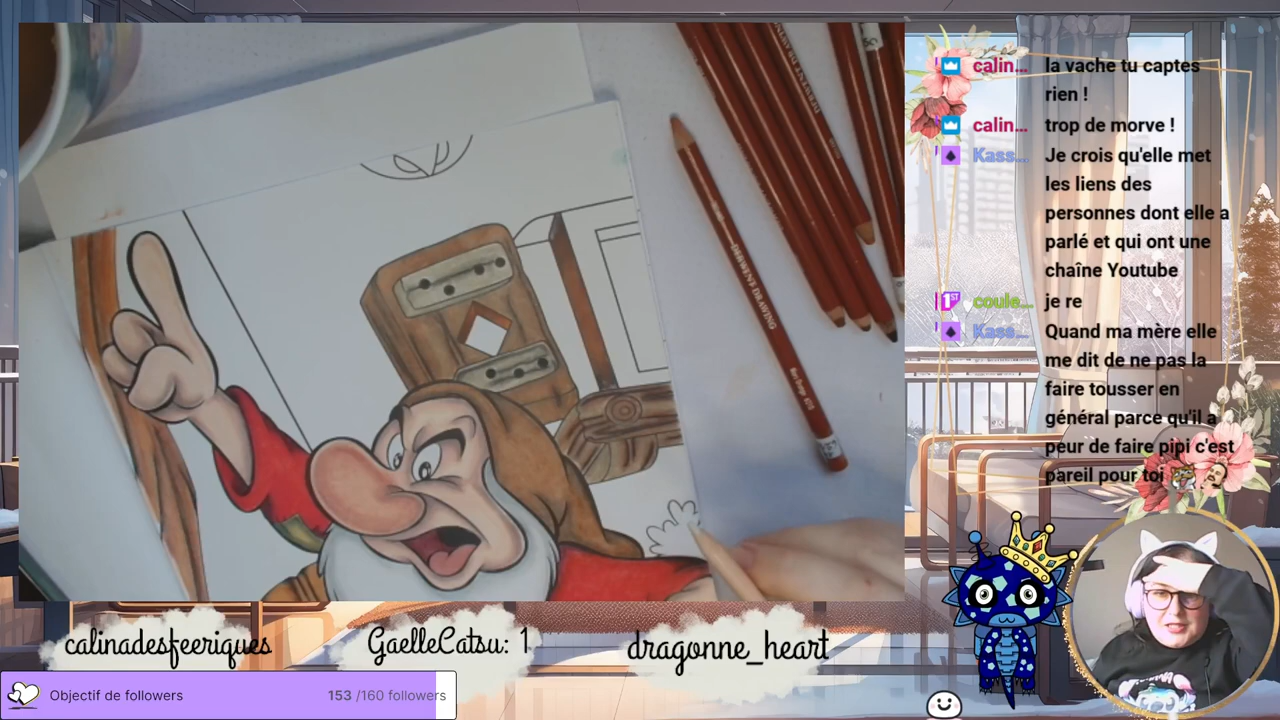 calin... la vache tu captes
rien !
calin... trop de morve !
Kass... Je crois qu'elle met
les liens des
personnes dont elle a
parlé et qui ont une
chaîne Youtube
1ST coule... je re
Kass... Quand ma mère elle
me dit de ne pas la
faire tousser en
général parce qu'il a
peur de faire pipi c'est
pareil pour toi
DERWENT DRAWING
calinadesfeeriques
GaelleCatsu: 1
dragonne_heart
Objectif de followers
153 /160 followers